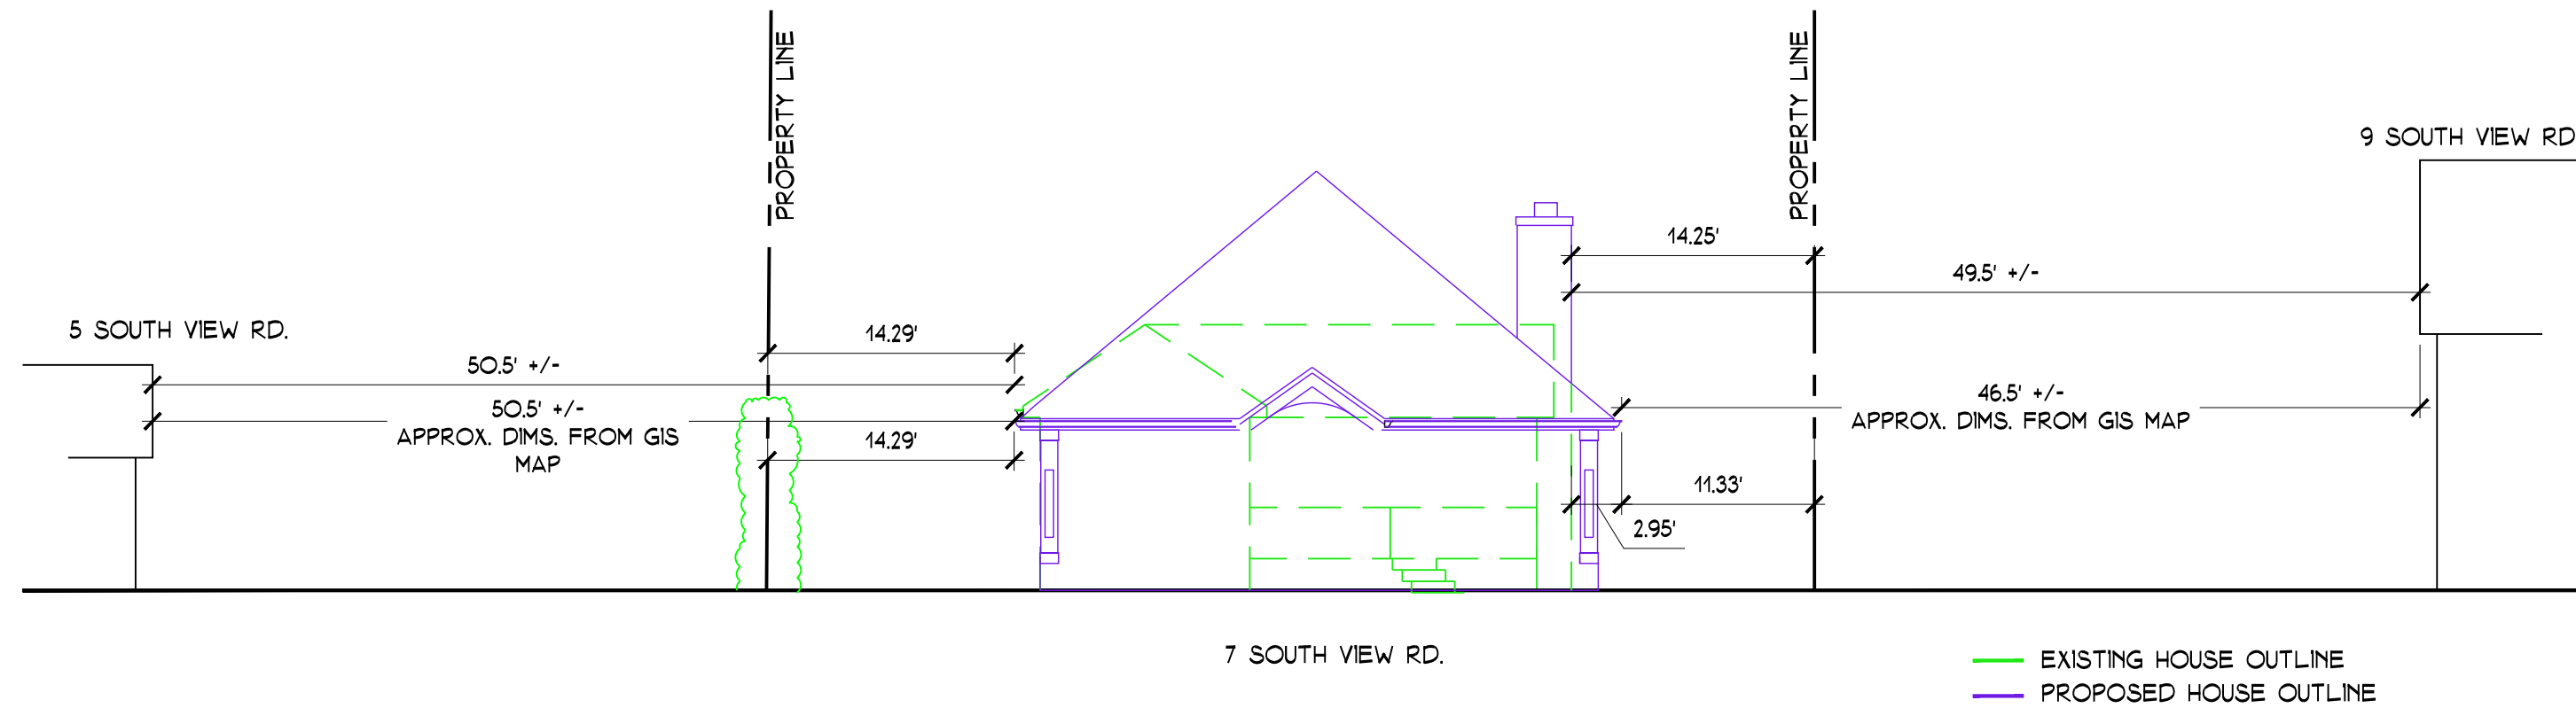 PROPERTY LINE
PROPERTY LINE
9 SOUTH VIEW RD
14.25'
49.5' +/-
5 SOUTH VIEW RD.
14.29'
50.5' +/-
50.5' +/-
APPROX. DIMS. FROM GIS
MAP
14.29'
46.5' +/-
APPROX. DIMS. FROM GIS MAP
11.33'
2.95'
7 SOUTH VIEW RD.
EXISTING HOUSE OUTLINE
PROPOSED HOUSE OUTLINE